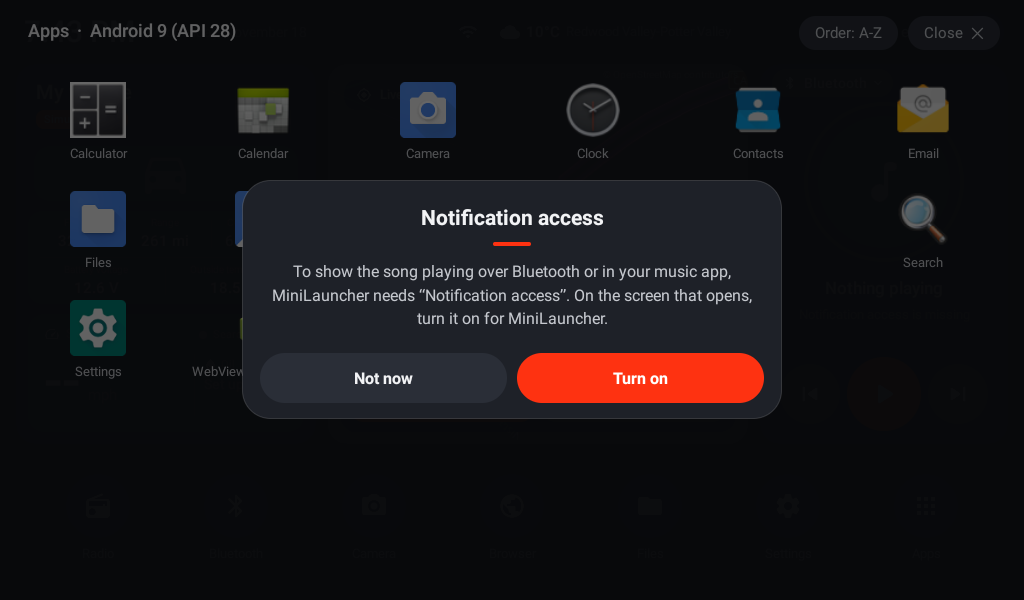 Apps · Android 9 (API 28)
Order: A-Z
Close
Calculator
Calendar
Camera
Clock
Contacts
Email
Notification access
To show the song playing over Bluetooth or in your music app,
MiniLauncher needs “Notification access”. On the screen that opens,
turn it on for MiniLauncher.
Not now
Turn on
Files
Search
Nothing playing
Settings
WebView